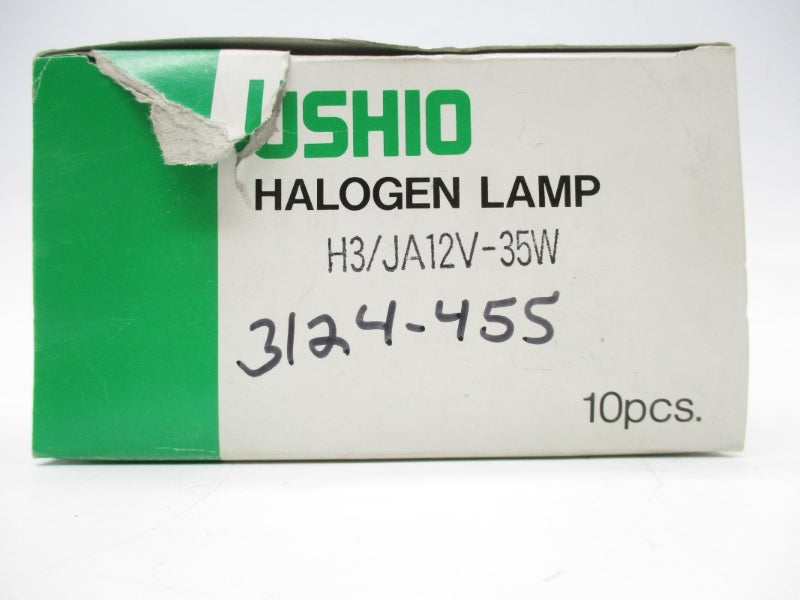 USHIO
HALOGEN LAMP
H3/JA12V-35W
3124-455
10pcs.